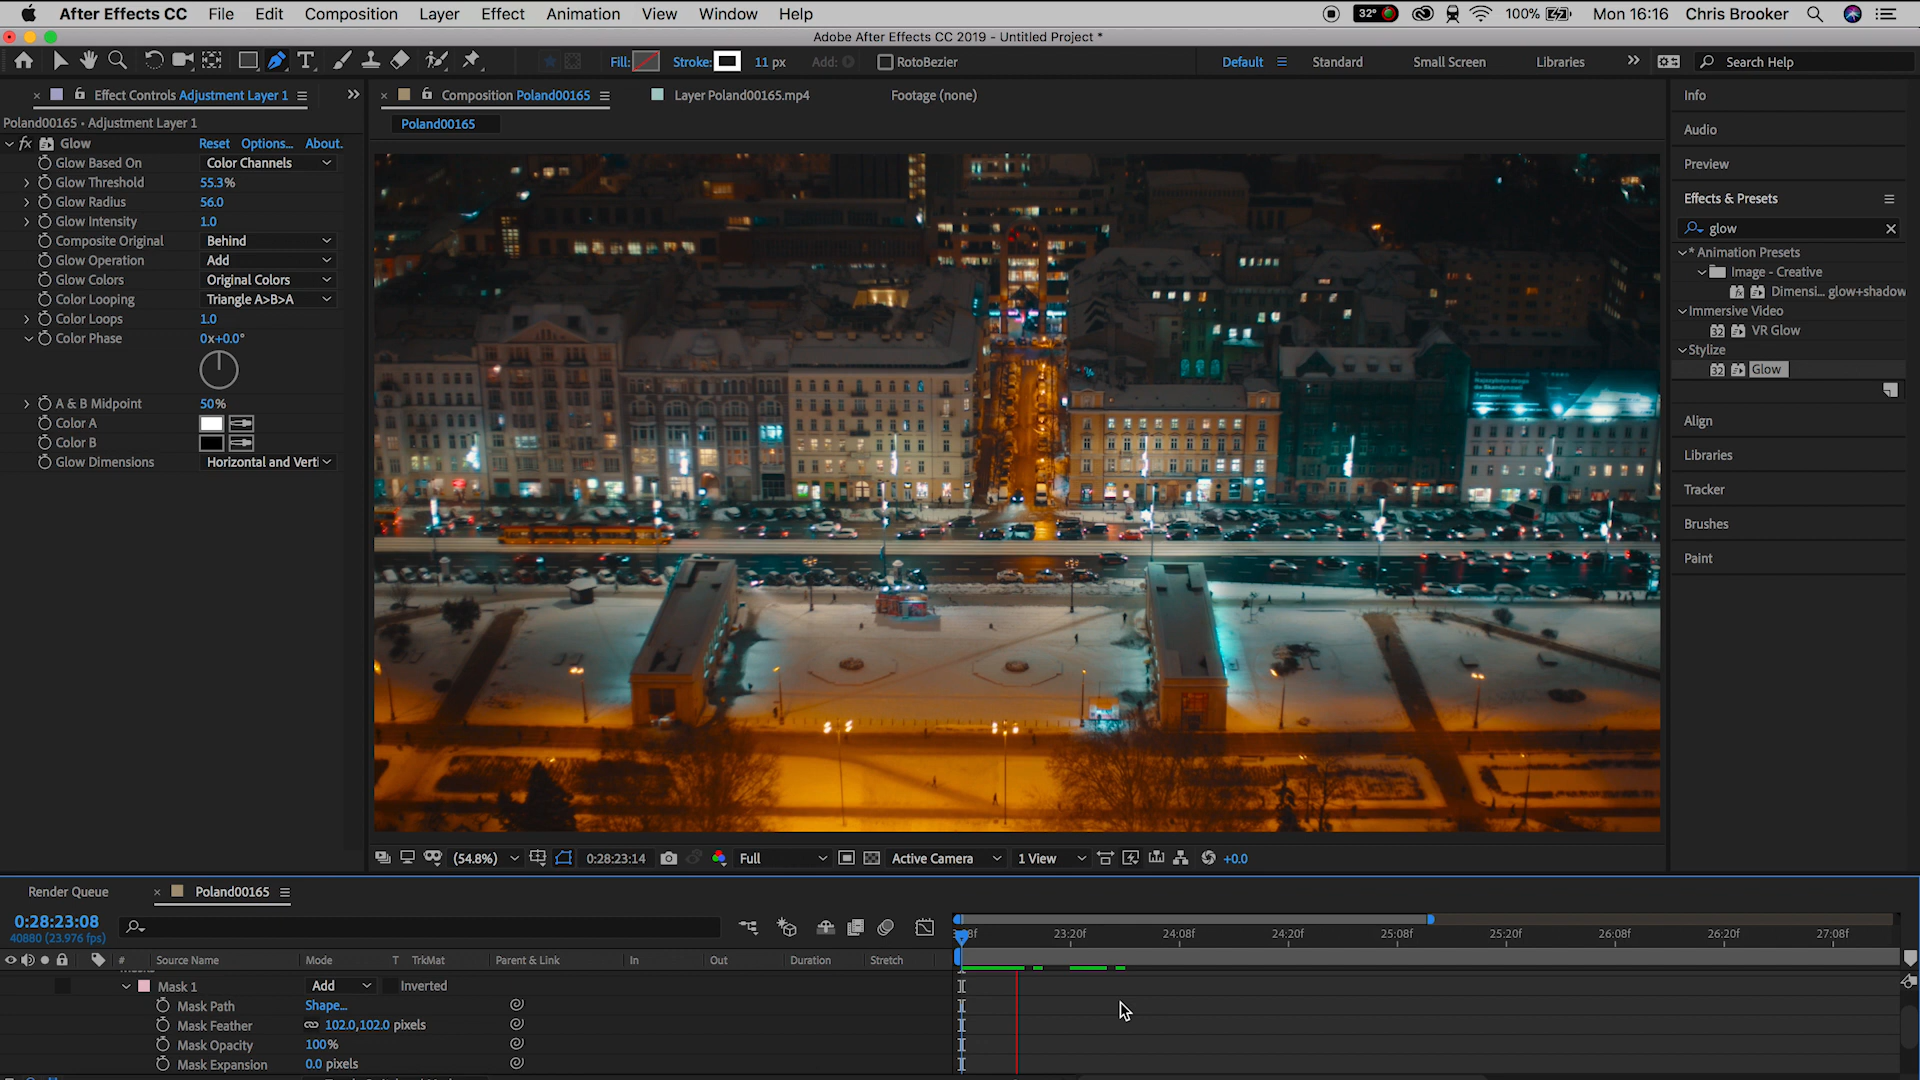 After Effects CC File Edit Composition Layer Effect Animation View Window Help 32° 100% Mon 16:16 Chris Brooker
Adobe After Effects CC 2019 - Untitled Project *
Fill: Stroke: 11 px Add: RotoBezier Default Standard Small Screen Libraries Search Help
Effect Controls Adjustment Layer 1
Composition Poland00165
Layer Poland00165.mp4
Footage (none)
Poland00165 • Adjustment Layer 1
Poland00165
fx Glow Reset Options... About.
Glow Based On Color Channels
Glow Threshold 55.3%
Glow Radius 56.0
Glow Intensity 1.0
Composite Original Behind
Glow Operation Add
Glow Colors Original Colors
Color Looping Triangle A>B>A
Color Loops 1.0
Color Phase 0x+0.0°
A & B Midpoint 50%
Color A
Color B
Glow Dimensions Horizontal and Verti
Info
Audio
Preview
Effects & Presets
glow
* Animation Presets
Image - Creative
Dimensi... glow+shadow
Immersive Video
32 VR Glow
Stylize
32 Glow
Align
Libraries
Tracker
Brushes
Paint
(54.8%) 0:28:23:14 Full Active Camera 1 View +0.0
Render Queue
Poland00165
0:28:23:08
40880 (23.976 fps)
23:20f 24:08f 24:20f 25:08f 25:20f 26:08f 26:20f 27:08f
# Source Name Mode T TrkMat Parent & Link In Out Duration Stretch
Mask 1 Add Inverted
Mask Path Shape...
Mask Feather 102.0,102.0 pixels
Mask Opacity 100%
Mask Expansion 0.0 pixels